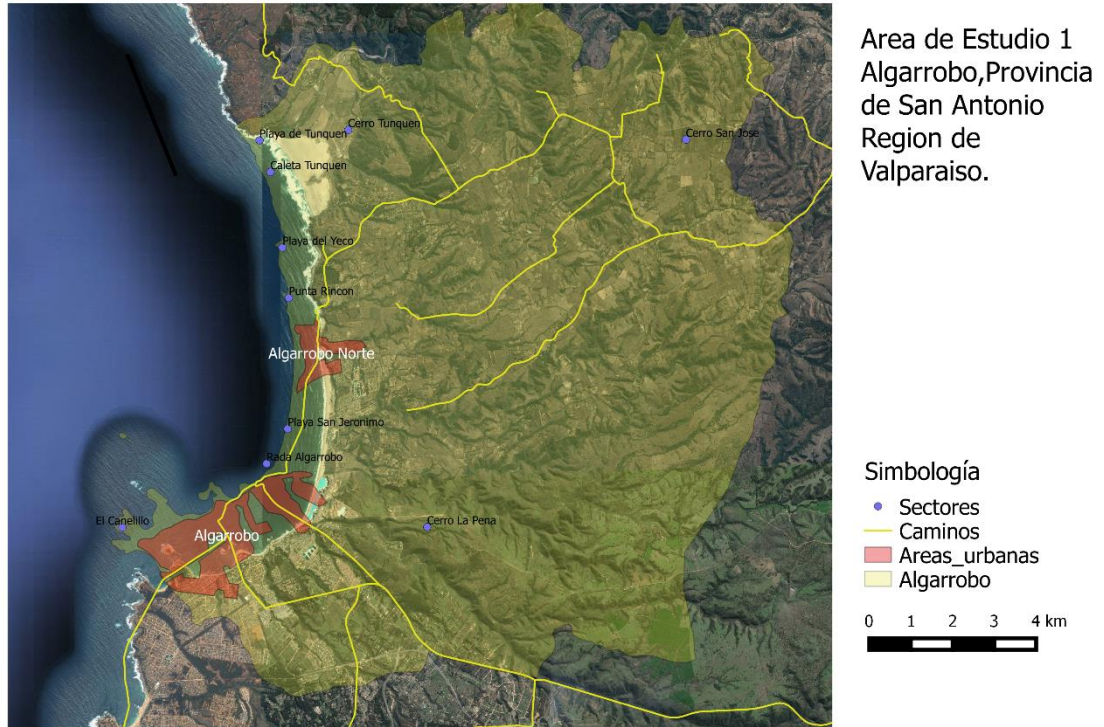 Area de Estudio 1
Algarrobo,Provincia
de San Antonio
Region de
Valparaiso.
Cerro Tunquen
Playa de Tunquen
Cerro San Jose
Caleta Tunquen
Playa del Yeco
Punta Rincon
Algarrobo Norte
Playa San Jeronimo
Rada Algarrobo
El Canelillo
Cerro La Pena
Algarrobo
Simbología
Sectores
Caminos
Areas_urbanas
Algarrobo
0 1 2 3 4 km